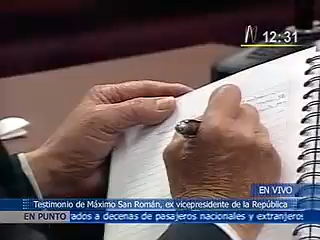 N 12:31
EN VIVO
Testimonio de Máximo San Román, ex vicepresidente de la República
EN PUNTO rados a decenas de pasajeros nacionales y extranjeros